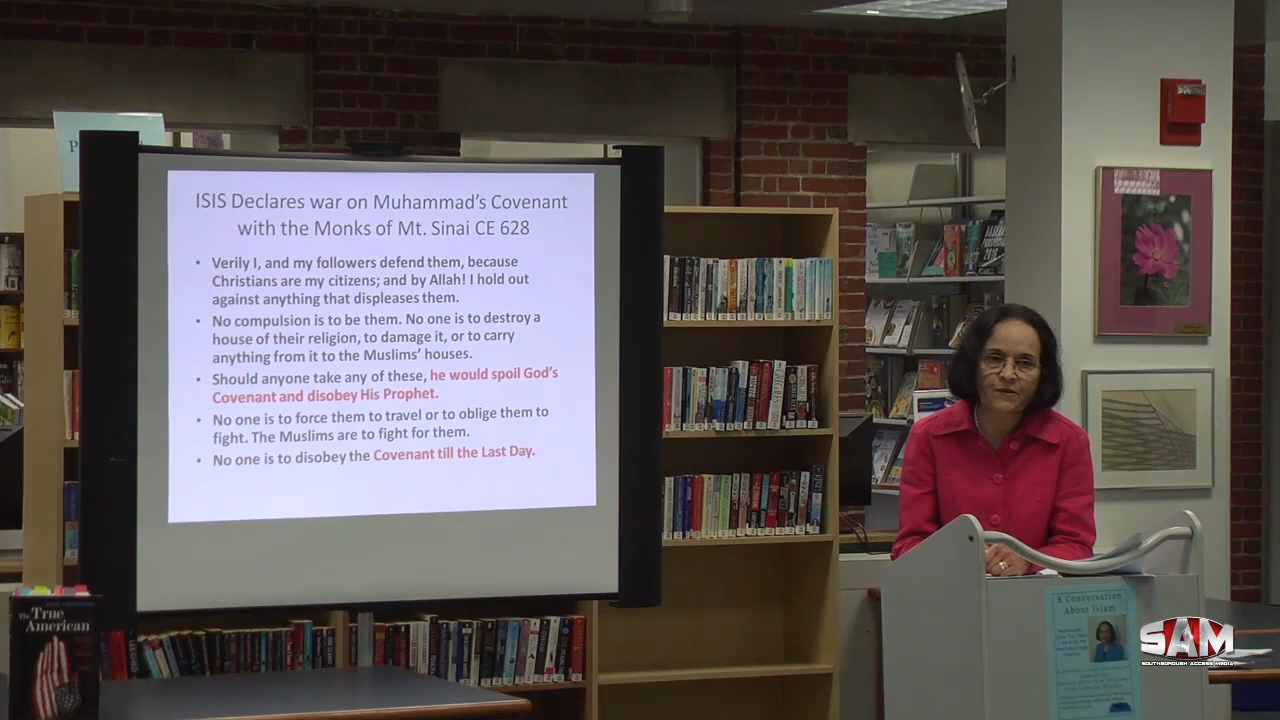 ISIS Declares war on Muhammad's Covenant
with the Monks of Mt. Sinai CE 628
• Verily I, and my followers defend them, because
Christians are my citizens; and by Allah! I hold out
against anything that displeases them.
• No compulsion is to be them. No one is to destroy a
house of their religion, to damage it, or to carry
anything from it to the Muslims' houses.
• Should anyone take any of these, he would spoil God's
Covenant and disobey His Prophet.
• No one is to force them to travel or to oblige them to
fight. The Muslims are to fight for them.
• No one is to disobey the Covenant till the Last Day.
The True
American
A Conversation
About Islam
SAM
SOUTHBOROUGH ACCESS MEDIA